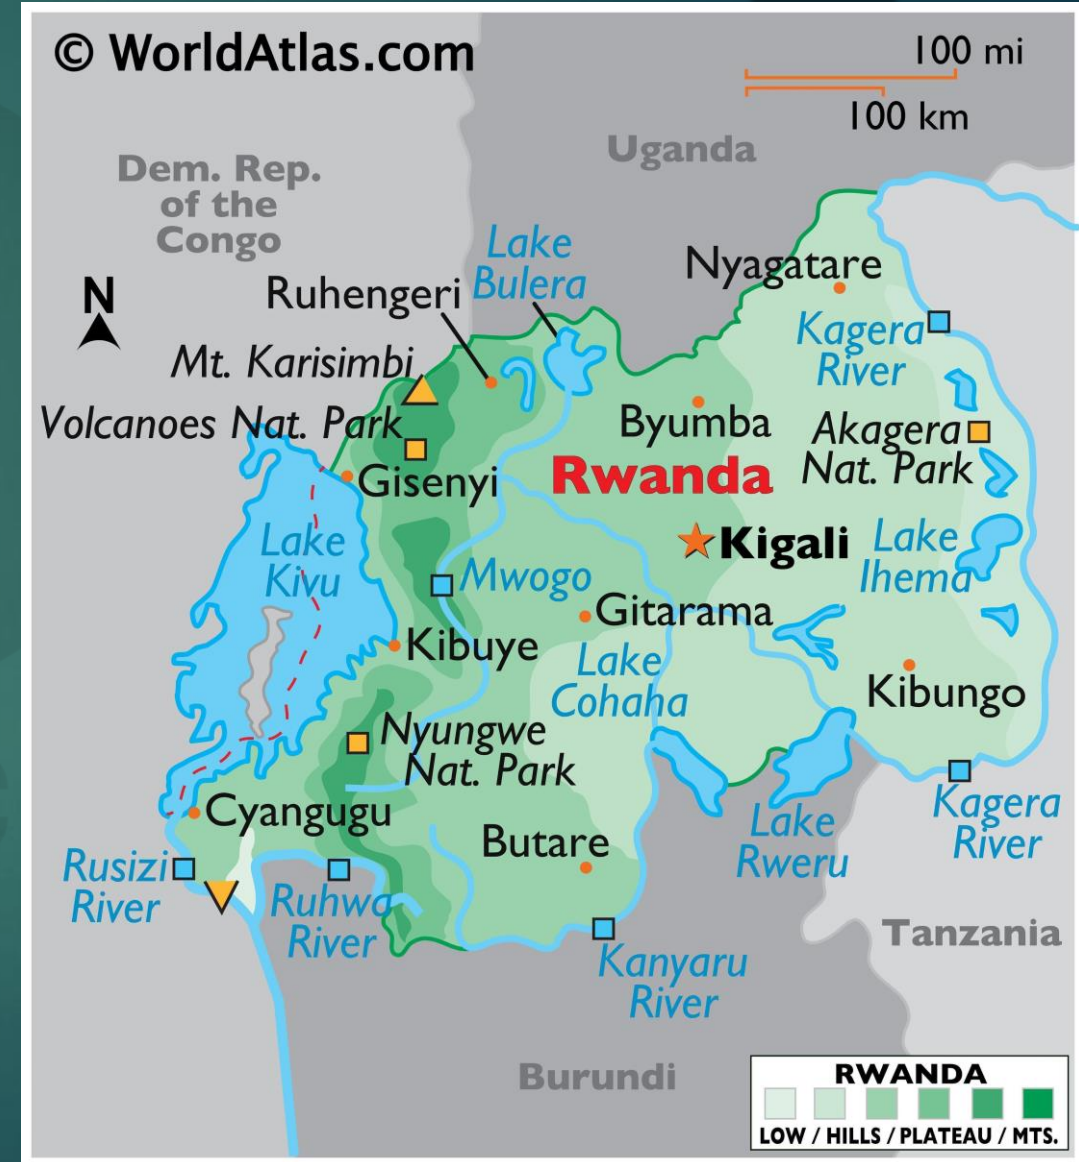 © WorldAtlas.com
100 mi
100 km
Uganda
Dem. Rep.
of the
Congo
N
Lake
Bulera
Ruhengeri
Nyagatare
Kagera
River
Mt. Karisimbi
Volcanoes Nat. Park
Byumba
Akagera
Nat. Park
Rwanda
Gisenyi
Lake
Kivu
Kigali
Lake
Ihema
Mwogo
Gitarama
Kibuye
Lake
Cohaha
Kibungo
Nyungwe
Nat. Park
Cyangugu
Butare
Lake
Rweru
Kagera
River
Rusizi
River
Ruhwa
River
Kanyaru
River
Tanzania
Burundi
RWANDA
LOW / HILLS / PLATEAU / MTS.